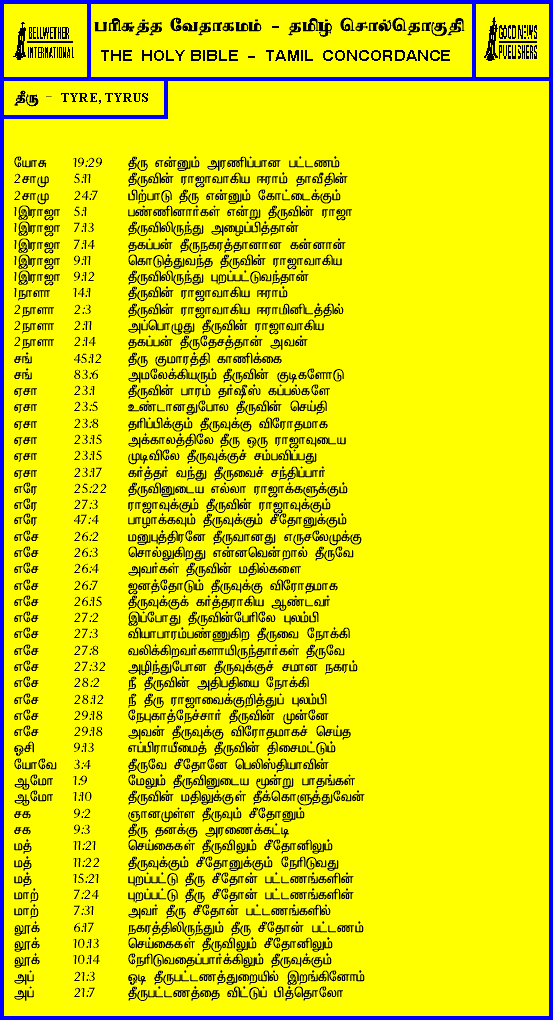 BELLWETHER INTERNATIONAL
பரிசுத்த வேதாகமம் - தமிழ் சொல்தொகுதி
THE HOLY BIBLE - TAMIL CONCORDANCE
GOOD NEWS PUBLISHERS
தீரு - TYRE, TYRUS
யோசு 19:29 தீரு என்னும் அரணிப்பான பட்டணம்
2சாமு 5:11 தீருவின் ராஜாவாகிய ஈராம் தாவீதின்
2சாமு 24:7 பிற்பாடு தீரு என்னும் கோட்டைக்கும்
1இராஜா 5:1 பண்ணினார்கள் என்று தீருவின் ராஜா
1இராஜா 7:13 தீருவிலிருந்து அழைப்பித்தான்
1இராஜா 7:14 தகப்பன் தீருநகரத்தானான கன்னான்
1இராஜா 9:11 கொடுத்துவந்த தீருவின் ராஜாவாகிய
1இராஜா 9:12 தீருவிலிருந்து புறப்பட்டுவந்தான்
1நாளா 14:1 தீருவின் ராஜாவாகிய ஈராம்
2நாளா 2:3 தீருவின் ராஜாவாகிய ஈராமினிடத்தில்
2நாளா 2:11 அப்பொழுது தீருவின் ராஜாவாகிய
2நாளா 2:14 தகப்பன் தீருதேசத்தான் அவன்
சங் 45:12 தீரு குமாரத்தி காணிக்கை
சங் 83:6 அமலேக்கியரும் தீருவின் குடிகளோடு
ஏசா 23:1 தீருவின் பாரம் தர்ஷீஸ் கப்பல்களே
ஏசா 23:5 உண்டானதுபோல தீருவின் செய்தி
ஏசா 23:8 தரிப்பிக்கும் தீருவுக்கு விரோதமாக
ஏசா 23:15 அக்காலத்திலே தீரு ஒரு ராஜாவுடைய
ஏசா 23:15 முடிவிலே தீருவுக்குச் சம்பவிப்பது
ஏசா 23:17 கர்த்தர் வந்து தீருவைச் சந்திப்பார்
எரே 25:22 தீருவினுடைய எல்லா ராஜாக்களுக்கும்
எரே 27:3 ராஜாவுக்கும் தீருவின் ராஜாவுக்கும்
எரே 47:4 பாழாக்கவும் தீருவுக்கும் சீதோனுக்கும்
எசே 26:2 மனுபுத்திரனே தீருவானது எருசலேமுக்கு
எசே 26:3 சொல்லுகிறது என்னவென்றால் தீருவே
எசே 26:4 அவர்கள் தீருவின் மதில்களை
எசே 26:7 ஜனத்தோடும் தீருவுக்கு விரோதமாக
எசே 26:15 தீருவுக்குக் கர்த்தராகிய ஆண்டவர்
எசே 27:2 இப்போது தீருவின்பேரிலே புலம்பி
எசே 27:3 வியாபாரம்பண்ணுகிற தீருவை நோக்கி
எசே 27:8 வலிக்கிறவர்களாயிருந்தார்கள் தீருவே
எசே 27:32 அழிந்துபோன தீருவுக்குச் சமான நகரம்
எசே 28:2 நீ தீருவின் அதிபதியை நோக்கி
எசே 28:12 நீ தீரு ராஜாவைக்குறித்துப் புலம்பி
எசே 29:18 நேபுகாத்நேச்சார் தீருவின் முன்னே
எசே 29:18 அவன் தீருவுக்கு விரோதமாகச் செய்த
ஓசி 9:13 எப்பிராயீமைத் தீருவின் திசைமட்டும்
யோவே 3:4 தீருவே சீதோனே பெலிஸ்தியாவின்
ஆமோ 1:9 மேலும் தீருவினுடைய மூன்று பாதங்கள்
ஆமோ 1:10 தீருவின் மதிலுக்குள் தீக்கொளுத்துவேன்
சக 9:2 ஞானமுள்ள தீருவும் சீதோனும்
சக 9:3 தீரு தனக்கு அரணைக்கட்டி
மத் 11:21 செய்கைகள் தீருவிலும் சீதோனிலும்
மத் 11:22 தீருவுக்கும் சீதோனுக்கும் நேரிடுவது
மத் 15:21 புறப்பட்டு தீரு சீதோன் பட்டணங்களின்
மாற் 7:24 புறப்பட்டு தீரு சீதோன் பட்டணங்களின்
மாற் 7:31 அவர் தீரு சீதோன் பட்டணங்களில்
லூக் 6:17 நகரத்திலிருந்தும் தீரு சீதோன் பட்டணம்
லூக் 10:13 செய்கைகள் தீருவிலும் சீதோனிலும்
லூக் 10:14 நேரிடுவதைப்பார்க்கிலும் தீருவுக்கும்
அப் 21:3 ஓடி தீருபட்டணத்துறையில் இறங்கினோம்
அப் 21:7 தீருபட்டணத்தை விட்டுப் பித்தொலோ